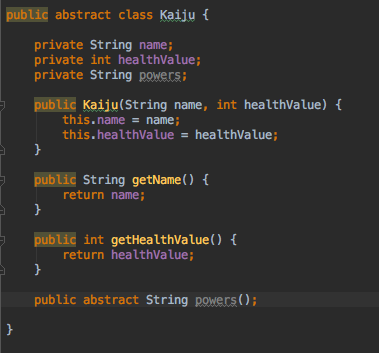 public abstract class Kaiju {
private String name;
private int healthValue;
private String powers;
public Kaiju(String name, int healthValue) {
this.name = name;
this.healthValue = healthValue;
}
public String getName() {
return name;
}
public int getHealthValue() {
return healthValue;
}
public abstract String powers();
}